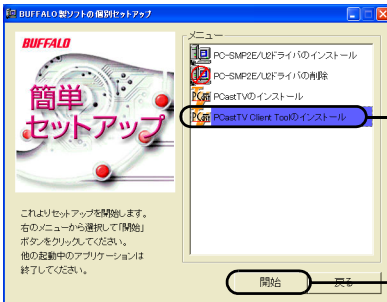 BUFFALO 製ソフトの個別セットアップ
BUFFALO
簡単
セットアップ
これよりセットアップを開始します。
右のメニューから選択して「開始」
ボタンをクリックしてください。
他の起動中のアプリケーションは
終了してください。
メニュー
PC-SMP2E/U2ドライバのインストール
PC-SMP2E/U2ドライバの削除
PCastTVのインストール
PCastTV Client Toolのインストール
開始
戻る